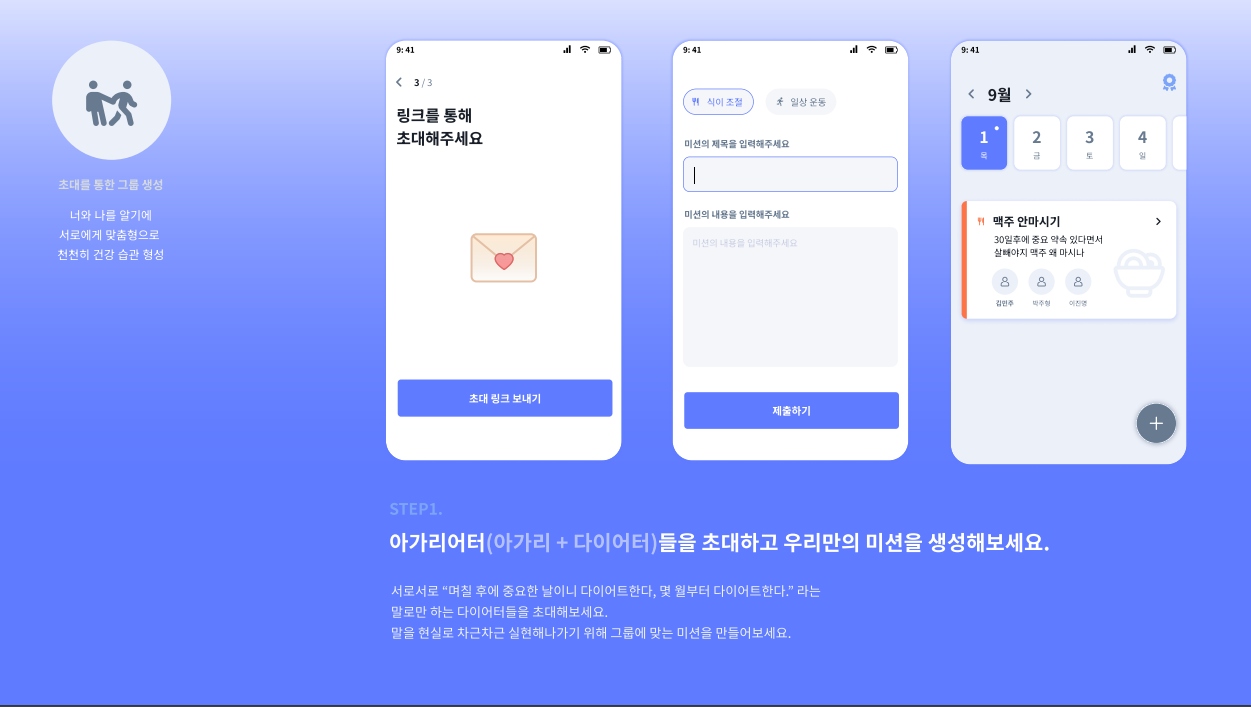 초대를 통한 그룹 생성
너와 나를 알기에
서로에게 맞춤형으로
천천히 건강 습관 형성
9:41
3 / 3
링크를 통해
초대해주세요
초대 링크 보내기
9:41
식이 조절
일상 운동
미션의 제목을 입력해주세요
미션의 내용을 입력해주세요
미션의 내용을 입력해주세요
제출하기
9:41
9월
1 2 3 4
목 금 토 일
맥주 안마시기
30일후에 중요 약속 있다면서
살빼야지 맥주 왜 마시나
김민주 박주형 이진영
STEP1.
아가리어터(아가리 + 다이어터)들을 초대하고 우리만의 미션을 생성해보세요.
서로서로 “며칠 후에 중요한 날이니 다이어트한다, 몇 월부터 다이어트한다.” 라는
말로만 하는 다이어터들을 초대해보세요.
말을 현실로 차근차근 실현해나가기 위해 그룹에 맞는 미션을 만들어보세요.